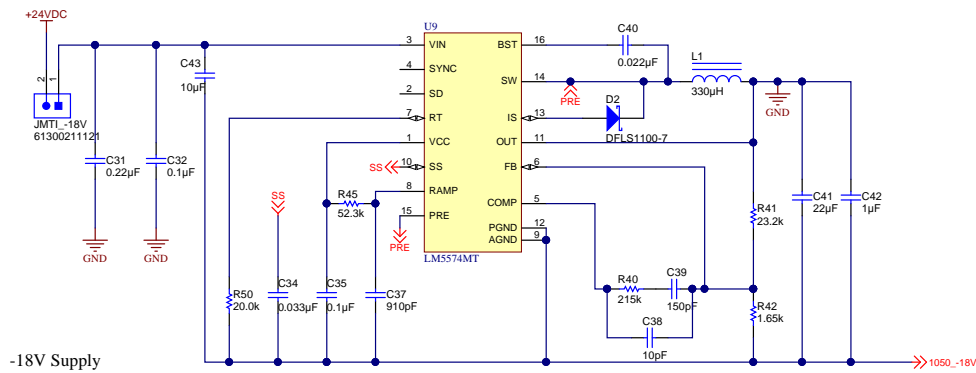 +24VDC
2
1
JMTI_-18V
61300211121
C31
0.22µF
GND
C32
0.1µF
GND
C43
10µF
U9
3
VIN
4
SYNC
2
SD
7
RT
1
VCC
SS
10
SS
8
RAMP
15
PRE
PRE
BST
16
SW
14
IS
13
OUT
11
FB
6
COMP
5
PGND
12
AGND
9
LM5574MT
R45
52.3k
SS
R50
20.0k
C34
0.033µF
C35
0.1µF
C37
910pF
C40
0.022µF
PRE
D2
DFLS1100-7
L1
330µH
GND
R41
23.2k
C41
22µF
C42
1µF
R40
215k
C39
150pF
C38
10pF
R42
1.65k
1050_-18V
-18V Supply